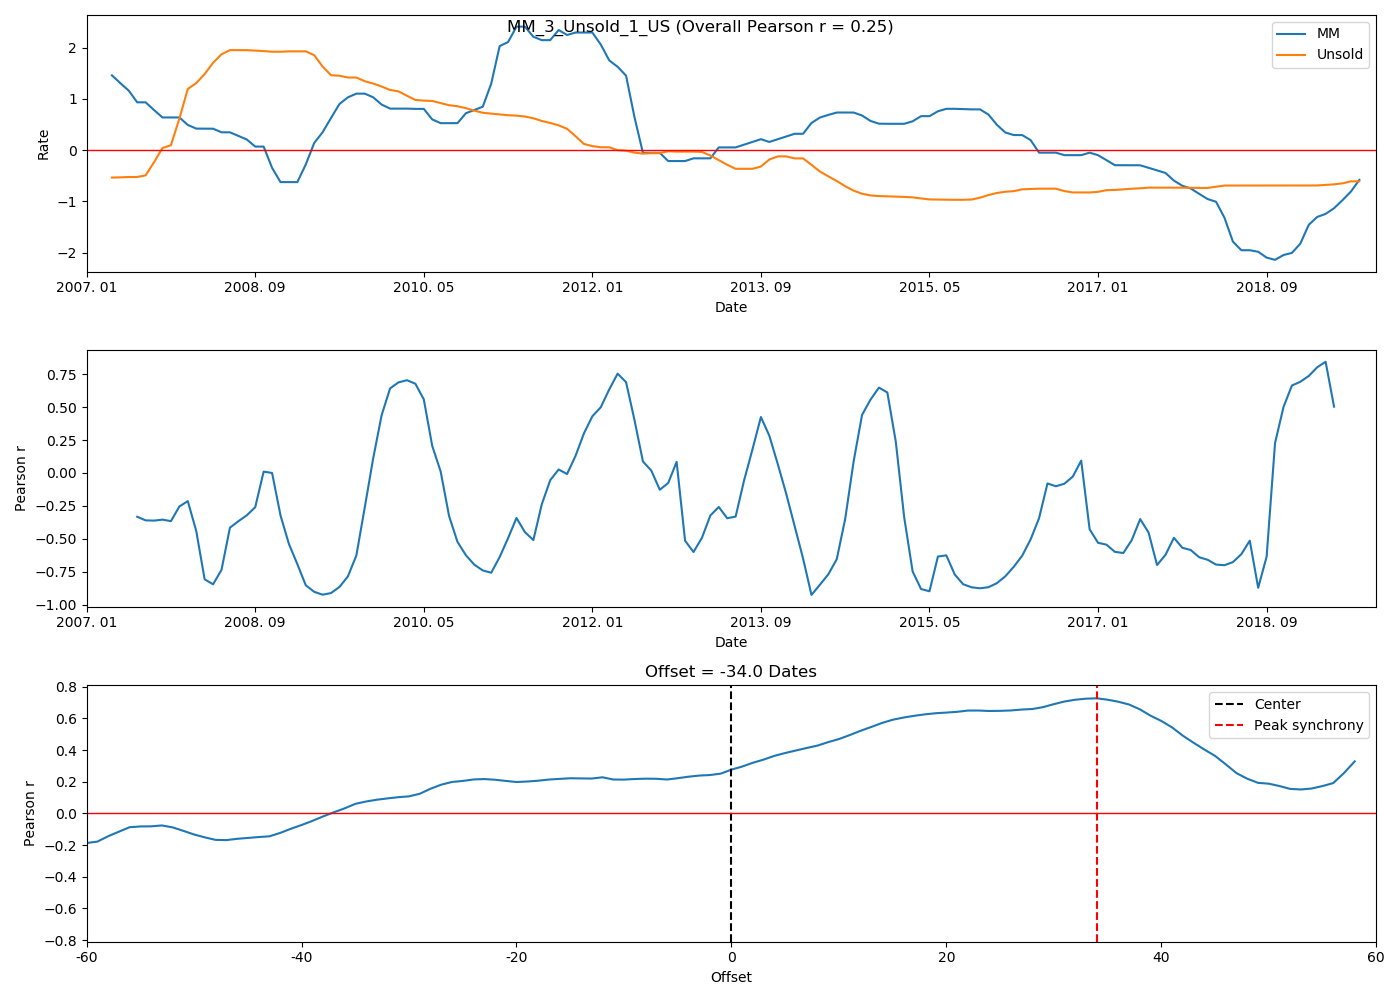 MM_3_Unsold_1_US (Overall Pearson r = 0.25)
MM
Unsold
Rate
2
1
0
−1
−2
2007. 01 2008. 09 2010. 05 2012. 01 2013. 09 2015. 05 2017. 01 2018. 09
Date
Pearson r
0.75
0.50
0.25
0.00
−0.25
−0.50
−0.75
−1.00
2007. 01 2008. 09 2010. 05 2012. 01 2013. 09 2015. 05 2017. 01 2018. 09
Date
Offset = -34.0 Dates
Center
Peak synchrony
Pearson r
0.8
0.6
0.4
0.2
0.0
−0.2
−0.4
−0.6
−0.8
-60 -40 -20 0 20 40 60
Offset